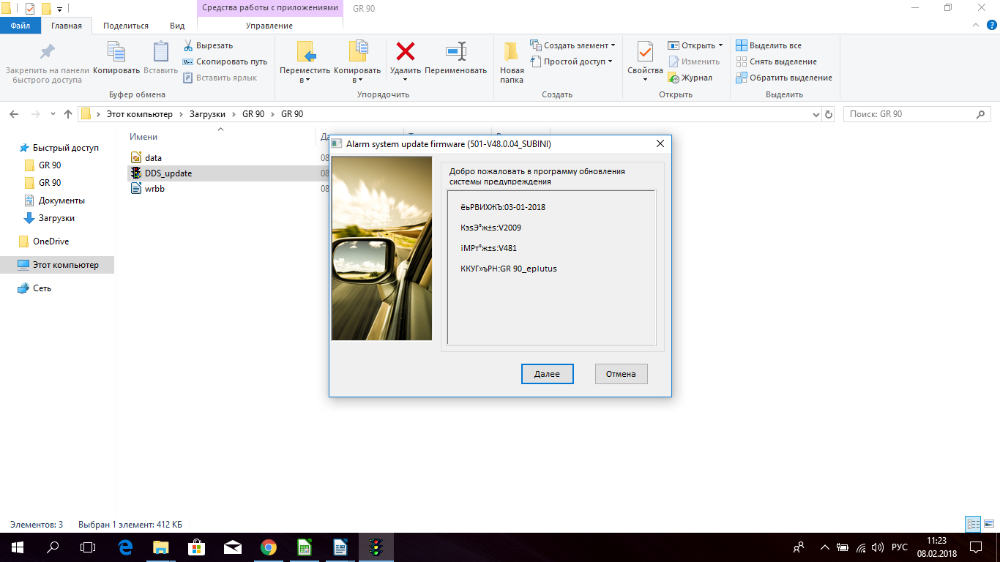 Средства работы с приложениями
GR 90
Файл
Главная
Поделиться
Вид
Управление
Закрепить на панели быстрого доступа
Копировать
Вставить
Вырезать
Скопировать путь
Вставить ярлык
Буфер обмена
Переместить в
Копировать в
Удалить
Переименовать
Упорядочить
Новая папка
Создать элемент
Простой доступ
Создать
Свойства
Открыть
Изменить
Журнал
Открыть
Выделить все
Снять выделение
Обратить выделение
Выделить
Этот компьютер
Загрузки
GR 90
GR 90
Поиск: GR 90
Быстрый доступ
GR 90
GR 90
Документы
Загрузки
OneDrive
Этот компьютер
Сеть
Имени
data
08
DDS_update
08
wrbb
08
Alarm system update firmware (501-V48.0.04_SUBINI)
Добро пожаловать в программу обновления
системы предупреждения
ёьРВИХЖЪ:03-01-2018
КэsЭ°ж±s:V2009
iМРт°ж±s:V481
ККУГ»ъРН:GR 90_eplutus
Далее
Отмена
Элементов: 3
Выбран 1 элемент: 412 КБ
РУС
11:23
08.02.2018